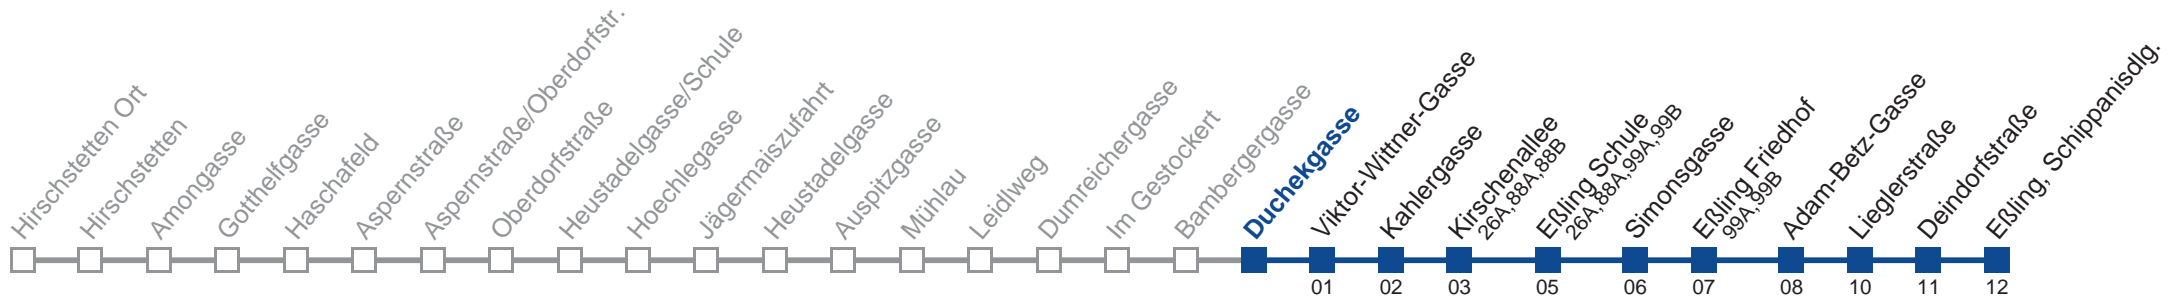 Hirschstetten Ort
Hirschstetten
Amongasse
Gotthelfgasse
Haschafeld
Aspernstraße
Aspernstraße/Oberdorfstr.
Oberdorfstraße
Heustadelgasse/Schule
Hoechlegasse
Jägermaiszufahrt
Heustadelgasse
Auspitzgasse
Mühlau
Leidlweg
Dumreichergasse
Im Gestockert
Bambergergasse
Duchekgasse
Viktor-Wittner-Gasse
Kahlergasse
Kirschenallee
26A,88A,88B
Eßling Schule
26A,88A,99A,99B
Simonsgasse
Eßling Friedhof
99A,99B
Adam-Betz-Gasse
Lieglerstraße
Deindorfstraße
Eßling, Schippanisdlg.
01 02 03 05 06 07 08 10 11 12